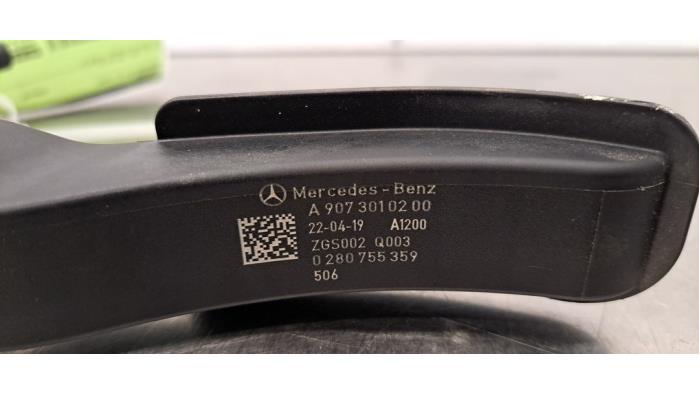 Mercedes-Benz
A 907 301 02 00
22-04-19 A1200
ZGS002 Q003
0 280 755 359
506